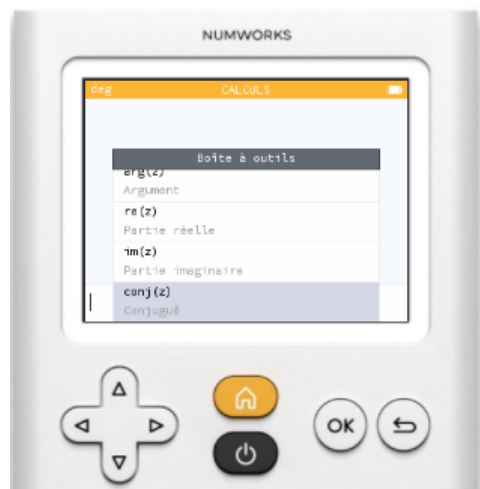 NUMWORKS
deg CALCULS
Boîte à outils
arg(z)
Argument
re(z)
Partie réelle
im(z)
Partie imaginaire
conj(z)
Conjugué
OK